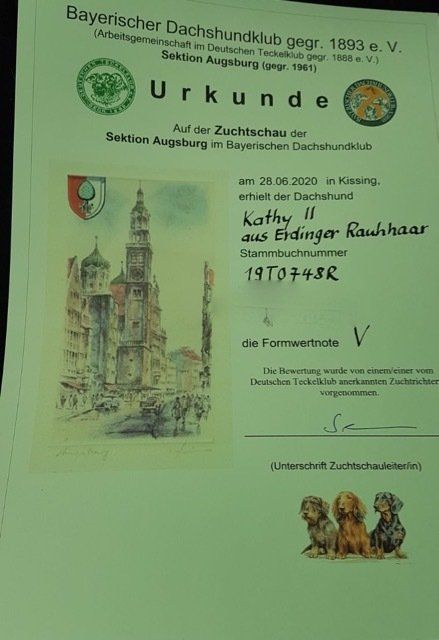 Bayerischer Dachshundklub gegr. 1893 e. V.
(Arbeitsgemeinschaft im Deutschen Teckelklub gegr. 1888 e. V.)
Sektion Augsburg (gegr. 1961)
Urkunde
Auf der Zuchtschau der
Sektion Augsburg im Bayerischen Dachshundklub
am 28.06.2020 in Kissing,
erhielt der Dachshund
Kathy II
aus Erdinger Rauhhaar
Stammbuchnummer
19T0748R
die Formwertnote V
Die Bewertung wurde von einem/einer vom
Deutschen Teckelklub anerkannten Zuchtrichter
vorgenommen.
(Unterschrift Zuchtschauleiter/in)